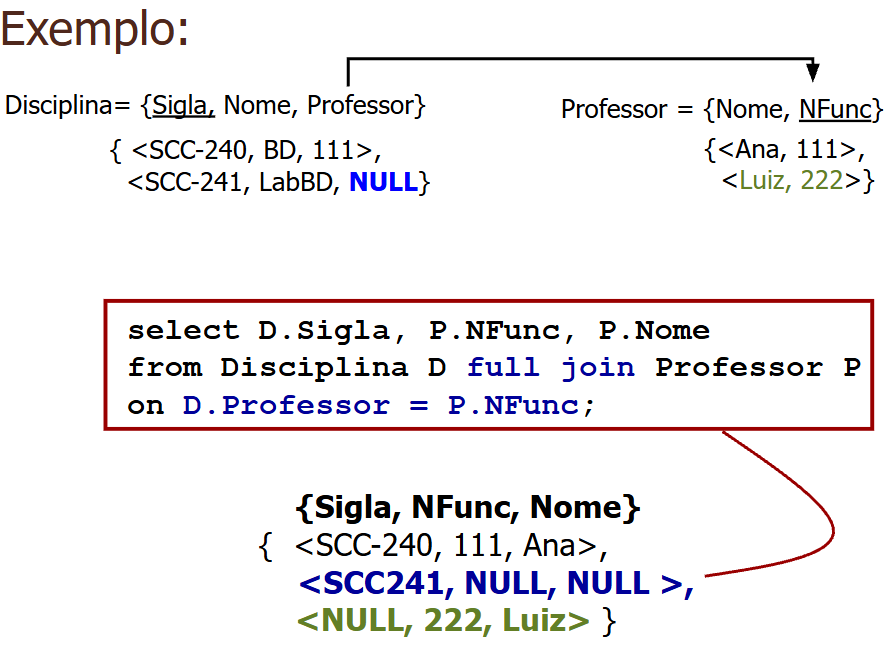 Exemplo:
Disciplina= {Sigla, Nome, Professor}
{ <SCC-240, BD, 111>,
<SCC-241, LabBD, NULL}
Professor = {Nome, NFunc}
{<Ana, 111>,
<Luiz, 222>}
select D.Sigla, P.NFunc, P.Nome
from Disciplina D full join Professor P
on D.Professor = P.NFunc;
{Sigla, NFunc, Nome}
{ <SCC-240, 111, Ana>,
<SCC241, NULL, NULL >,
<NULL, 222, Luiz> }